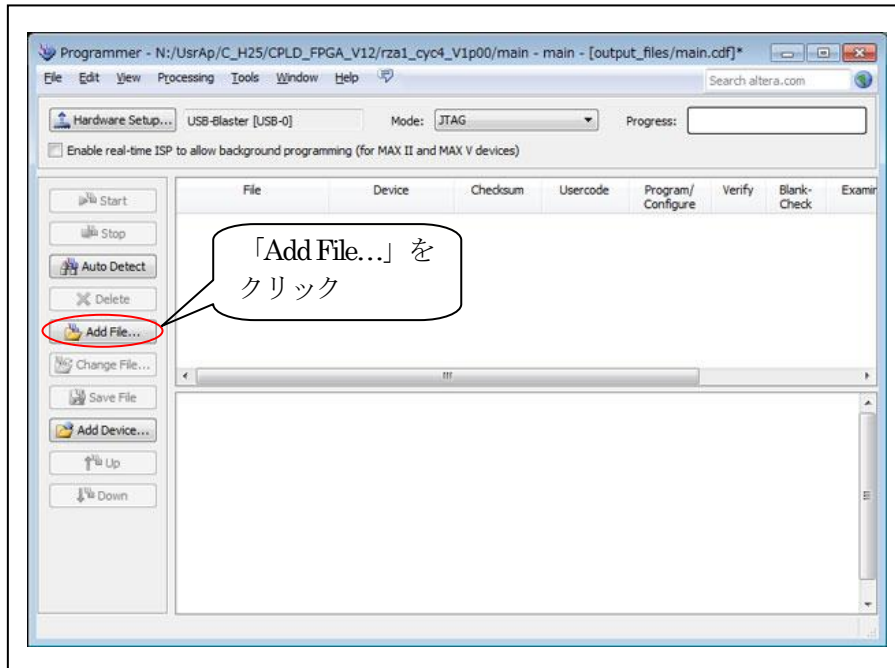 Programmer - N:/UsrAp/C_H25/CPLD_FPGA_V12/rza1_cyc4_V1p00/main - main - [output_files/main.cdf]*
File Edit View Processing Tools Window Help
Search altera.com
Hardware Setup... USB-Blaster [USB-0] Mode: JTAG Progress:
Enable real-time ISP to allow background programming (for MAX II and MAX V devices)
File Device Checksum Usercode Program/ Verify Blank- Examin
Configure Check
Start
Stop
Auto Detect
Delete
Add File...
Change File...
Save File
Add Device...
Up
Down
「Add File…」を
クリック